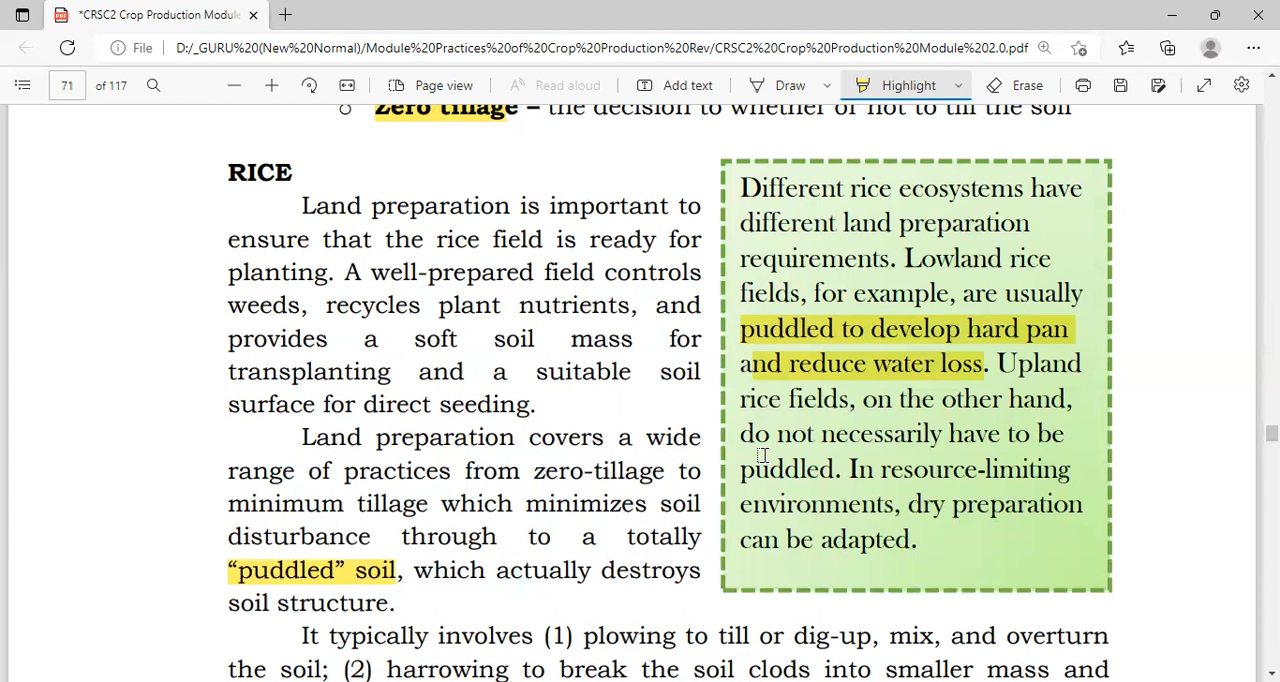 *CRSC2 Crop Production Module
File
D:/_GURU%20(New%20Normal)/Module%20Practices%20of%20Crop%20Production%20Rev/CRSC2%20Crop%20Production%20Module%202.0.pdf
71 of 117
Page view
Read aloud
Add text
Draw
Highlight
Erase
o Zero tillage – the decision to whether or not to till the soil
RICE
Land preparation is important to
ensure that the rice field is ready for
planting. A well-prepared field controls
weeds, recycles plant nutrients, and
provides a soft soil mass for
transplanting and a suitable soil
surface for direct seeding.
Land preparation covers a wide
range of practices from zero-tillage to
minimum tillage which minimizes soil
disturbance through to a totally
“puddled” soil, which actually destroys
soil structure.
It typically involves (1) plowing to till or dig-up, mix, and overturn
the soil; (2) harrowing to break the soil clods into smaller mass and
Different rice ecosystems have
different land preparation
requirements. Lowland rice
fields, for example, are usually
puddled to develop hard pan
and reduce water loss. Upland
rice fields, on the other hand,
do not necessarily have to be
puddled. In resource-limiting
environments, dry preparation
can be adapted.